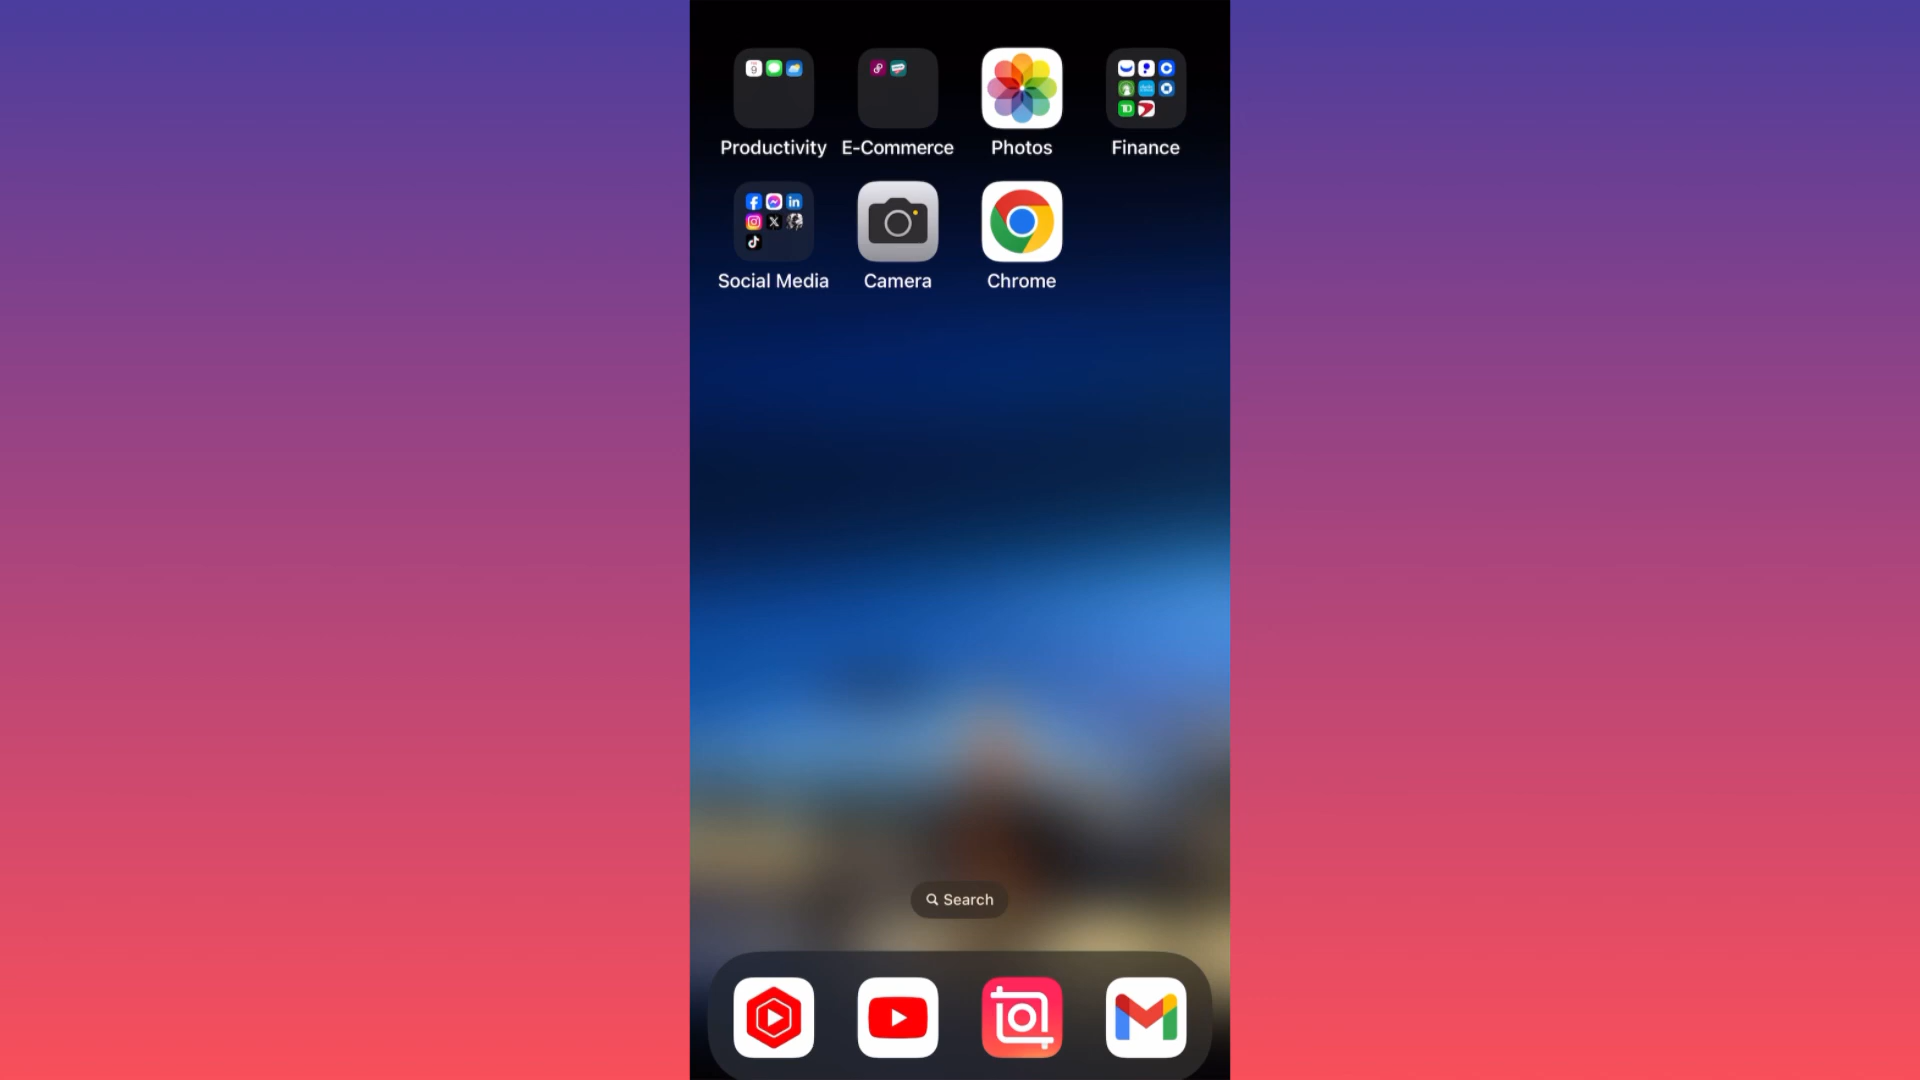 Productivity E-Commerce Photos Finance
Social Media Camera Chrome
Search